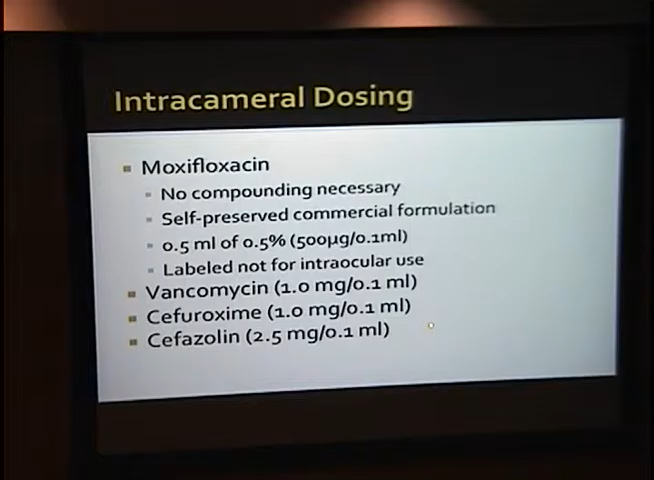 Intracameral Dosing
Moxifloxacin
No compounding necessary
Self-preserved commercial formulation
0.5 ml of 0.5% (500µg/0.1ml)
Labeled not for intraocular use
Vancomycin (1.0 mg/0.1 ml)
Cefuroxime (1.0 mg/0.1 ml)
Cefazolin (2.5 mg/0.1 ml)